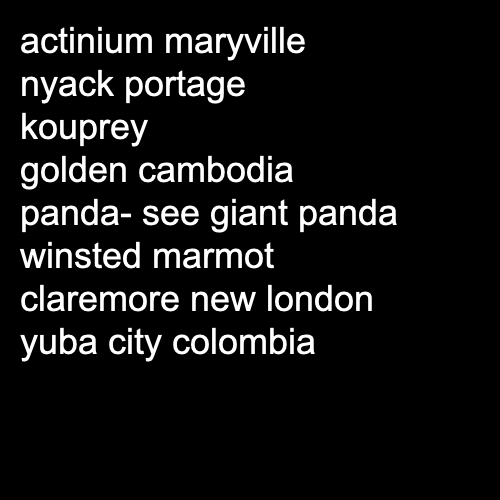 actinium maryville
nyack portage
kouprey
golden cambodia
panda- see giant panda
winsted marmot
claremore new london
yuba city colombia